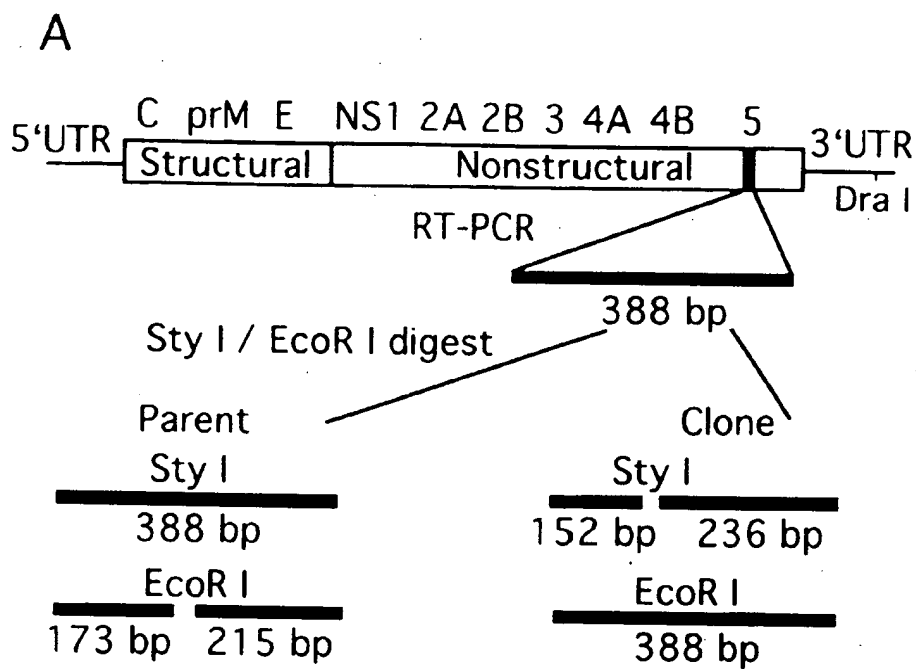 A
C prM E NS1 2A 2B 3 4A 4B 5
5'UTR Structural Nonstructural 3'UTR
Dra I
RT-PCR
388 bp
Sty I / EcoR I digest
Parent Clone
Sty I Sty I
388 bp 152 bp 236 bp
EcoR I EcoR I
173 bp 215 bp 388 bp